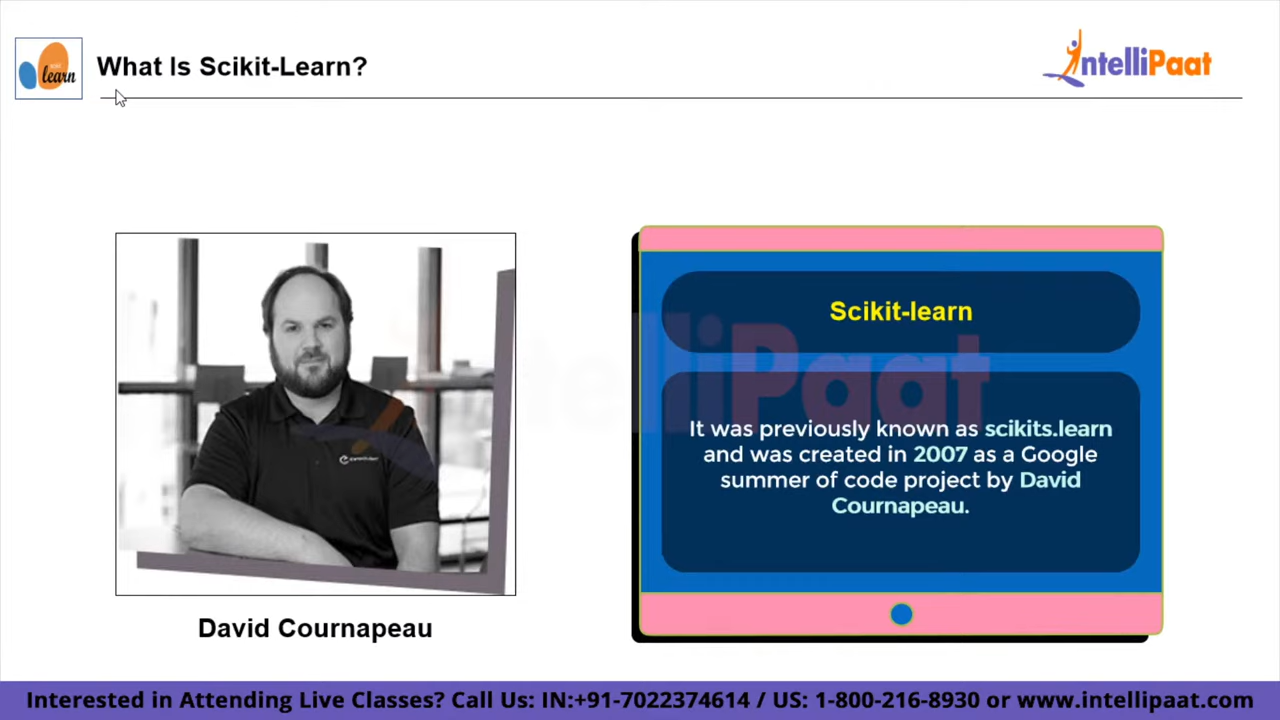 learn
What Is Scikit-Learn?
IntelliPaat
Scikit-learn
It was previously known as scikits.learn
and was created in 2007 as a Google
summer of code project by David
Cournapeau.
IntelliPaat
David Cournapeau
Interested in Attending Live Classes? Call Us: IN:+91-7022374614 / US: 1-800-216-8930 or www.intellipaat.com